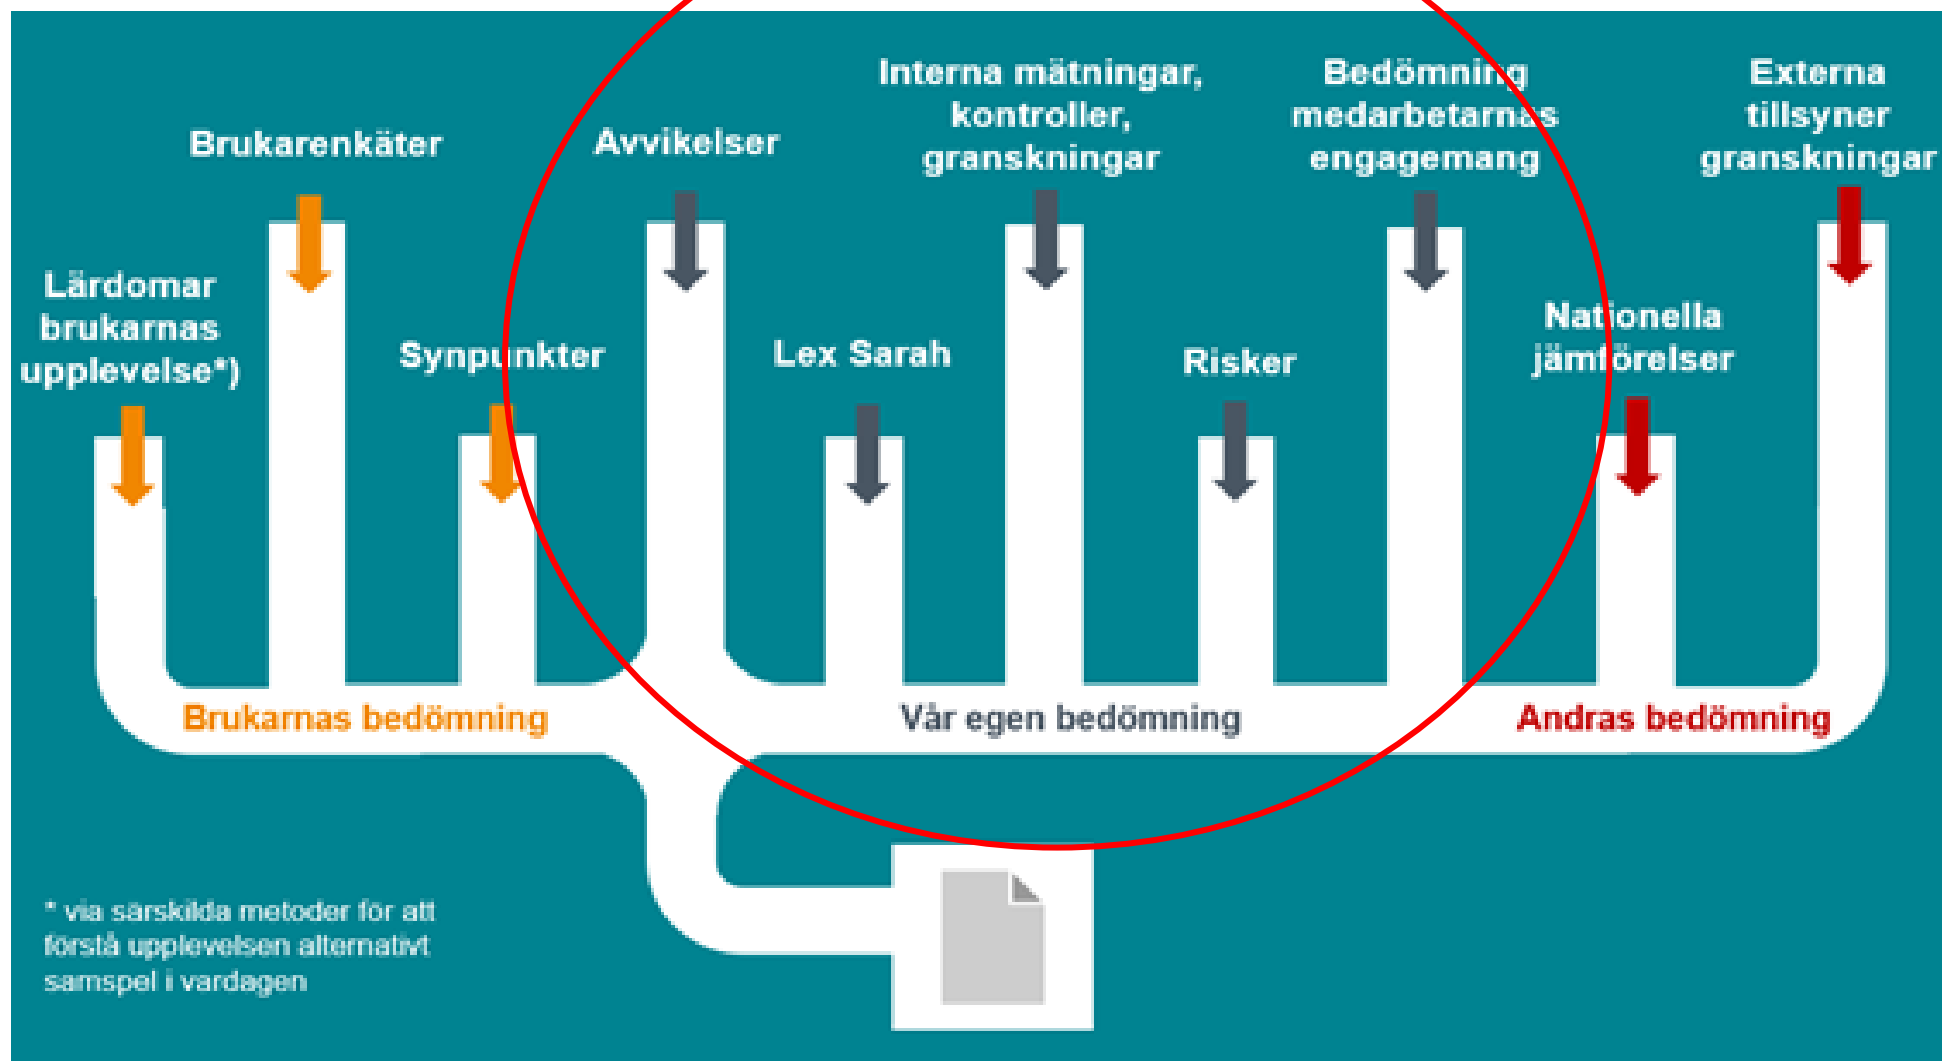 Lärdomar
brukarnas
upplevelse*)
Brukarenkäter
Synpunkter
Avvikelser
Lex Sarah
Interna mätningar,
kontroller,
granskningar
Risker
Bedömning
medarbetarnas
engagemang
Nationella
jämförelser
Externa
tillsyner
granskningar
Brukarnas bedömning
Vår egen bedömning
Andras bedömning
* via särskilda metoder för att
förstå upplevelsen alternativt
samspel i vardagen